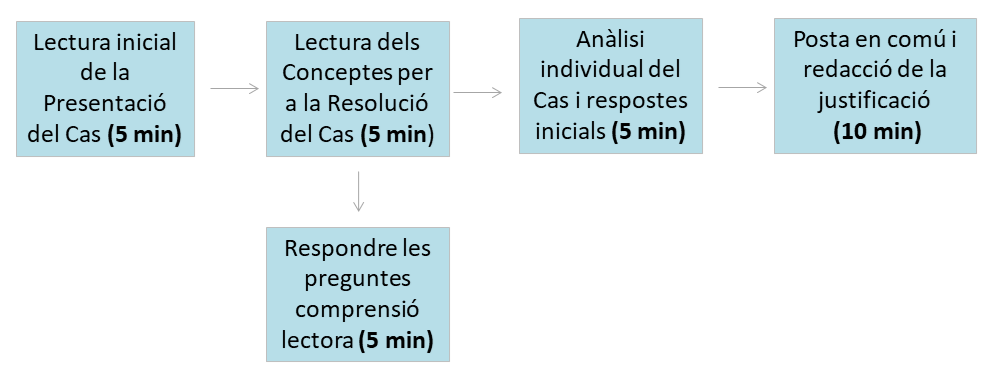 Lectura inicial
de la
Presentació
del Cas (5 min)
Lectura dels
Conceptes per
a la Resolució
del Cas (5 min)
Anàlisi
individual del
Cas i respostes
inicials (5 min)
Posta en comú i
redacció de la
justificació
(10 min)
Respondre les
preguntes
comprensió
lectora (5 min)